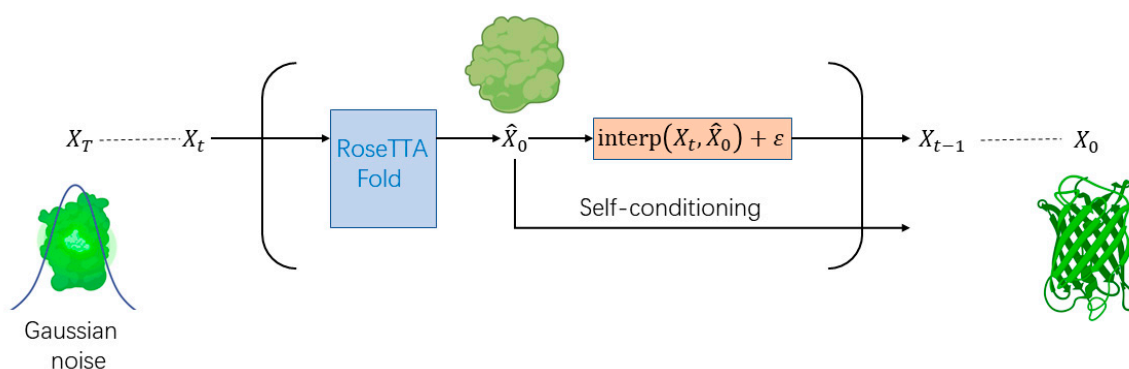 X_T X_t
RoseTTA
Fold
X̂_0
interp(X_t, X̂_0) + ε
X_{t−1} X_0
Self-conditioning
Gaussian
noise